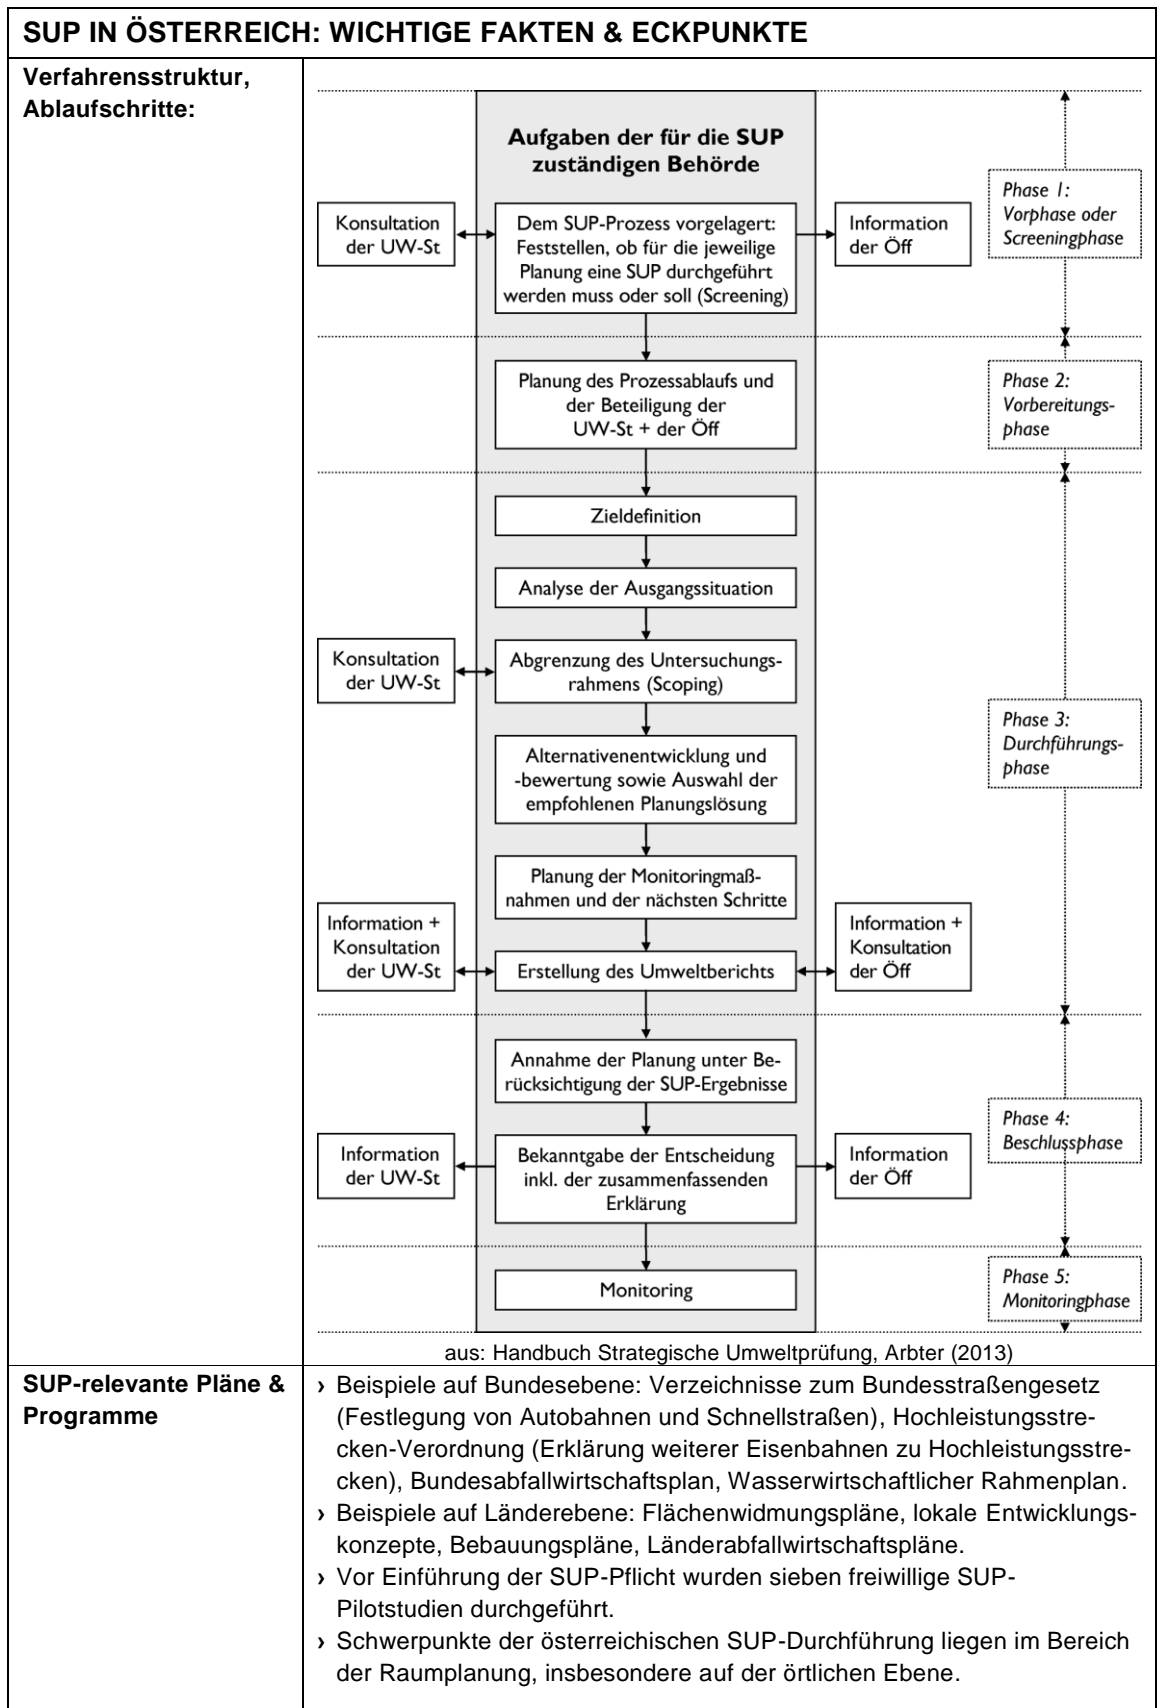 SUP IN ÖSTERREICH: WICHTIGE FAKTEN & ECKPUNKTE
Verfahrensstruktur,
Ablaufschritte:
Aufgaben der für die SUP
zuständigen Behörde
Phase 1:
Vorphase oder
Screeningphase
Konsultation
der UW-St
Dem SUP-Prozess vorgelagert:
Feststellen, ob für die jeweilige
Planung eine SUP durchgeführt
werden muss oder soll (Screening)
Information
der Öff
Planung des Prozessablaufs und
der Beteiligung der
UW-St + der Öff
Phase 2:
Vorbereitungs-
phase
Zieldefinition
Analyse der Ausgangssituation
Konsultation
der UW-St
Abgrenzung des Untersuchungs-
rahmens (Scoping)
Phase 3:
Durchführungs-
phase
Alternativenentwicklung und
-bewertung sowie Auswahl der
empfohlenen Planungslösung
Planung der Monitoringmaß-
nahmen und der nächsten Schritte
Information +
Konsultation
der UW-St
Erstellung des Umweltberichts
Information +
Konsultation
der Öff
Annahme der Planung unter Be-
rücksichtigung der SUP-Ergebnisse
Phase 4:
Beschlussphase
Information
der UW-St
Bekanntgabe der Entscheidung
inkl. der zusammenfassenden
Erklärung
Information
der Öff
Monitoring
Phase 5:
Monitoringphase
aus: Handbuch Strategische Umweltprüfung, Arbter (2013)
SUP-relevante Pläne &
Programme
› Beispiele auf Bundesebene: Verzeichnisse zum Bundesstraßengesetz
(Festlegung von Autobahnen und Schnellstraßen), Hochleistungsstre-
cken-Verordnung (Erklärung weiterer Eisenbahnen zu Hochleistungsstre-
cken), Bundesabfallwirtschaftsplan, Wasserwirtschaftlicher Rahmenplan.
› Beispiele auf Länderebene: Flächenwidmungspläne, lokale Entwicklungs-
konzepte, Bebauungspläne, Länderabfallwirtschaftspläne.
› Vor Einführung der SUP-Pflicht wurden sieben freiwillige SUP-
Pilotstudien durchgeführt.
› Schwerpunkte der österreichischen SUP-Durchführung liegen im Bereich
der Raumplanung, insbesondere auf der örtlichen Ebene.